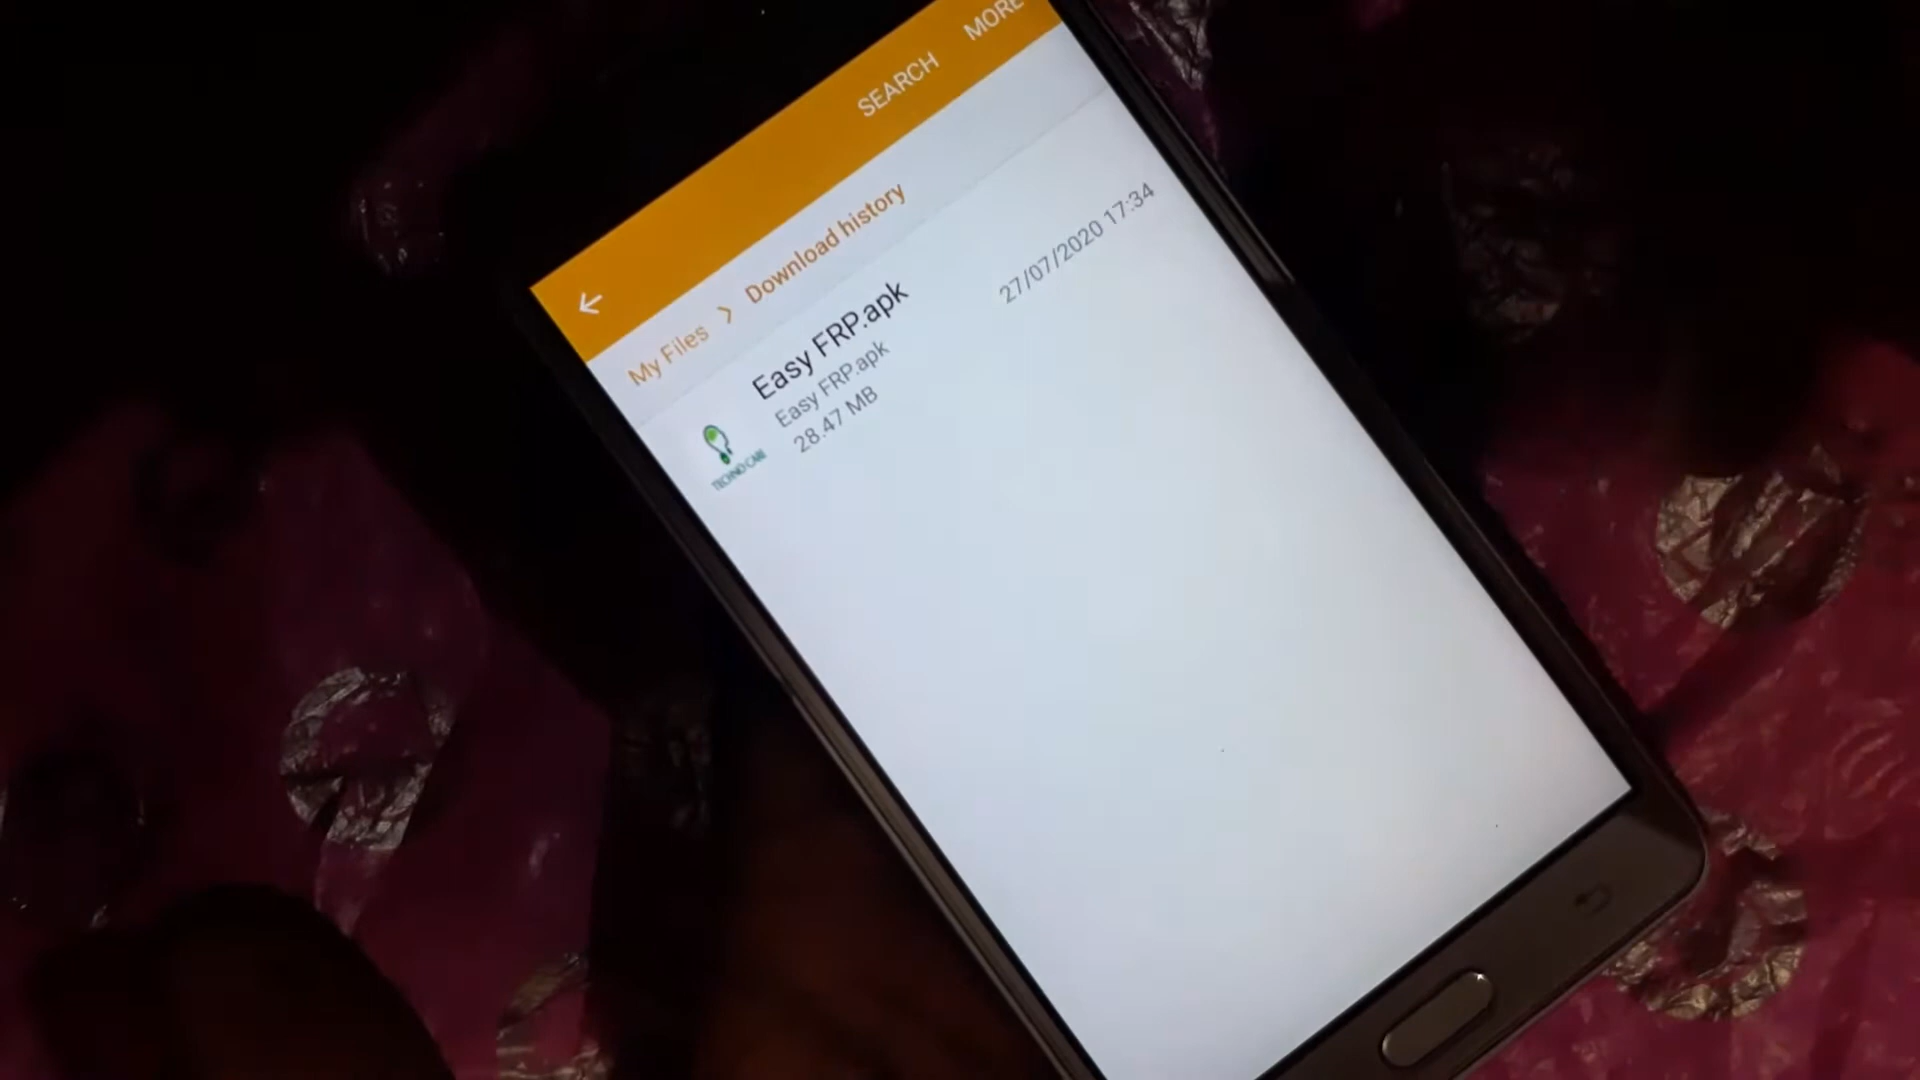 SEARCH MORE
My Files > Download history
Easy FRP.apk
Easy FRP.apk
28.47 MB
27/07/2020 17:34
TECHNO CARE